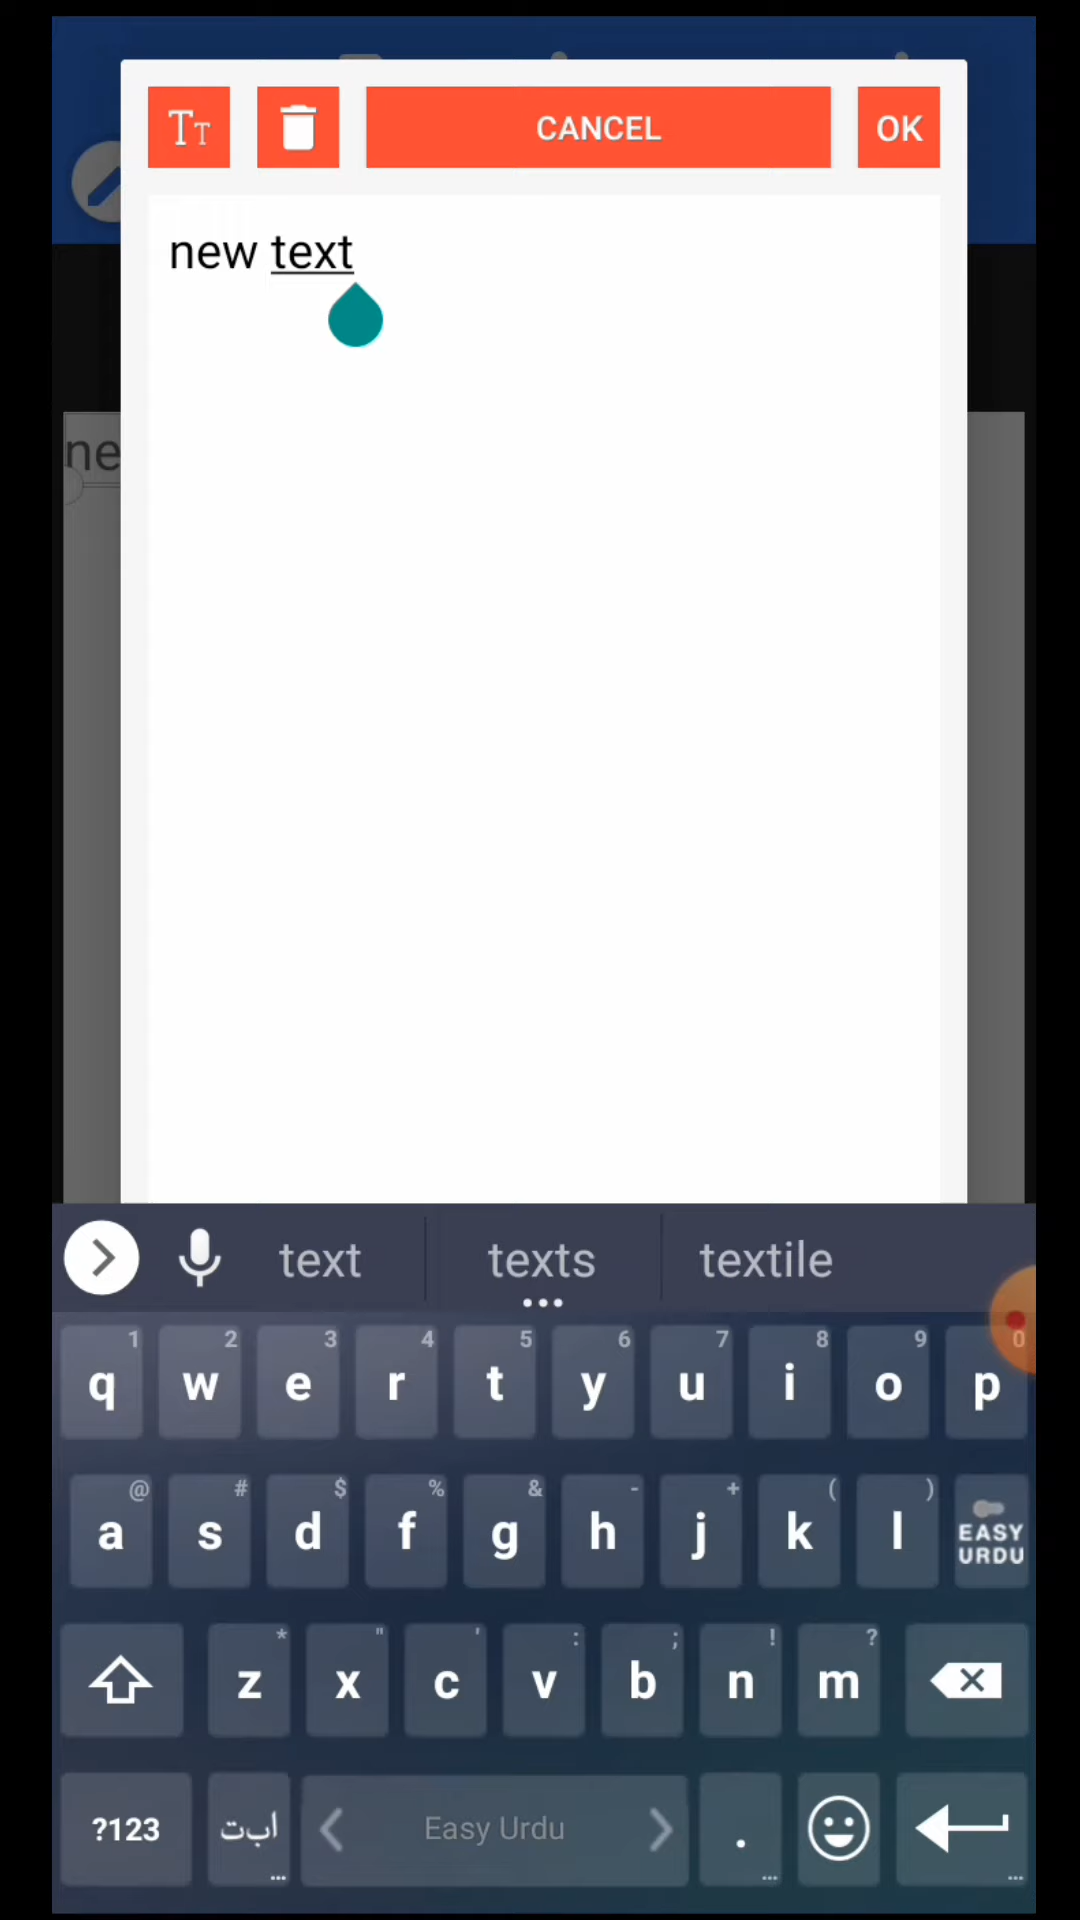 TT
CANCEL
OK
new text
ne
text
texts
textile
1 2 3 4 5 6 7 8 9 0
q w e r t y u i o p
@ # $ % & - + ( )
a s d f g h j k l EASY URDU
* " ' : ; ! ?
z x c v b n m
?123 ابت Easy Urdu .